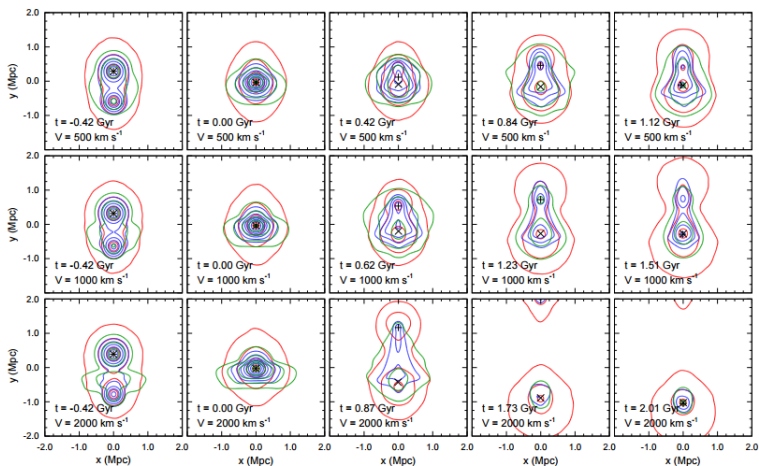 2.0
1.0
0.0
-1.0
y (Mpc)
t = -0.42 Gyr
V = 500 km s-1
t = 0.00 Gyr
V = 500 km s-1
t = 0.42 Gyr
V = 500 km s-1
t = 0.84 Gyr
V = 500 km s-1
t = 1.12 Gyr
V = 500 km s-1
2.0
1.0
0.0
-1.0
y (Mpc)
t = -0.42 Gyr
V = 1000 km s-1
t = 0.00 Gyr
V = 1000 km s-1
t = 0.62 Gyr
V = 1000 km s-1
t = 1.23 Gyr
V = 1000 km s-1
t = 1.51 Gyr
V = 1000 km s-1
2.0
1.0
0.0
-1.0
-2.0
y (Mpc)
t = -0.42 Gyr
V = 2000 km s-1
t = 0.00 Gyr
V = 2000 km s-1
t = 0.87 Gyr
V = 2000 km s-1
t = 1.73 Gyr
V = 2000 km s-1
t = 2.01 Gyr
V = 2000 km s-1
-2.0 -1.0 0.0 1.0 2.0 -1.0 0.0 1.0 2.0 -1.0 0.0 1.0 2.0 -1.0 0.0 1.0 2.0 -1.0 0.0 1.0 2.0
x (Mpc) x (Mpc) x (Mpc) x (Mpc) x (Mpc)